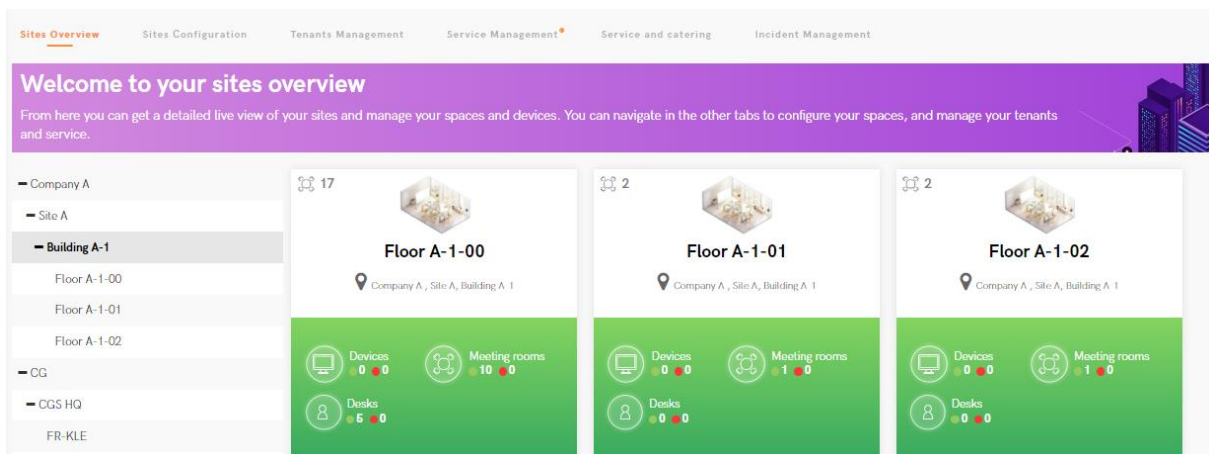 Sites Overview Sites Configuration Tenants Management Service Management Service and catering Incident Management
Welcome to your sites overview
From here you can get a detailed live view of your sites and manage your spaces and devices. You can navigate in the other tabs to configure your spaces, and manage your tenants
and service.
Company A
Site A
Building A-1
Floor A-1-00
Floor A-1-01
Floor A-1-02
CG
CGS HQ
FR-KLE
17
Floor A-1-00
Company A , Site A, Building A 1
Devices
0 0
Meeting rooms
10 0
Desks
5 0
2
Floor A-1-01
Company A , Site A, Building A 1
Devices
0 0
Meeting rooms
1 0
Desks
0 0
2
Floor A-1-02
Company A , Site A, Building A 1
Devices
0 0
Meeting rooms
1 0
Desks
0 0